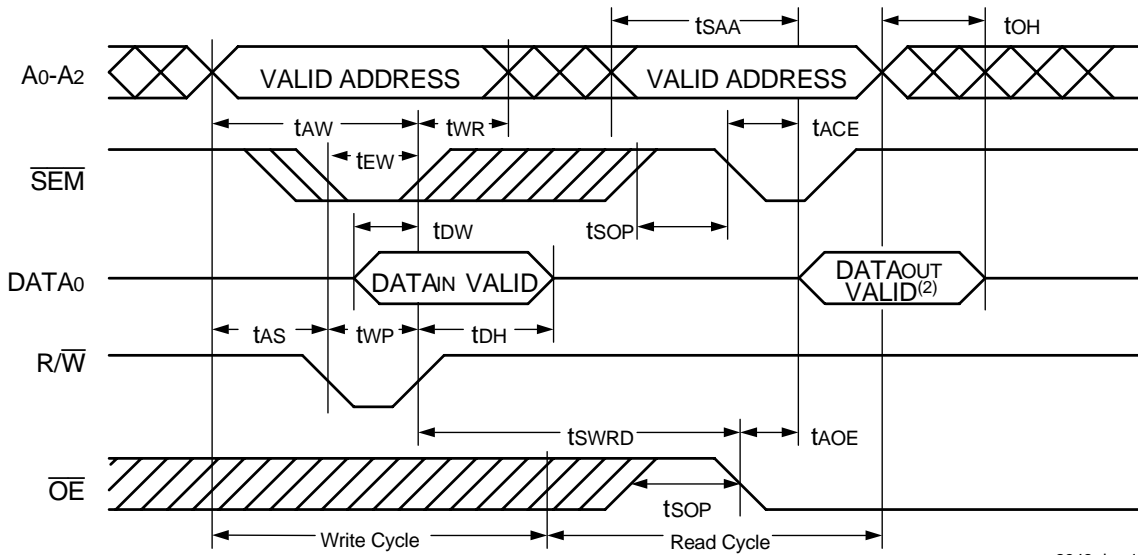 tSAA
tOH
A0-A2
VALID ADDRESS
VALID ADDRESS
tAW
tWR
tACE
tEW
SEM
tDW
tSOP
DATA0
DATAIN VALID
DATAOUT
VALID(2)
tAS
tWP
tDH
R/W
tSWRD
tAOE
OE
tSOP
Write Cycle
Read Cycle